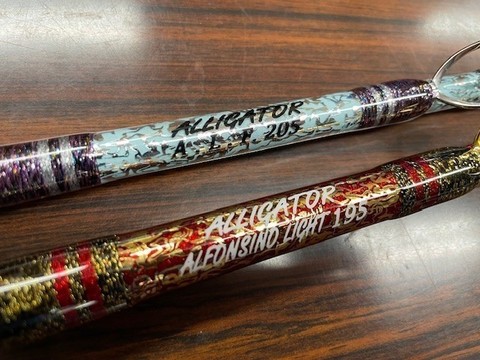 ALLIGATOR
A.L.T. 205
ALLIGATOR
ALFONSINO LIGHT 195